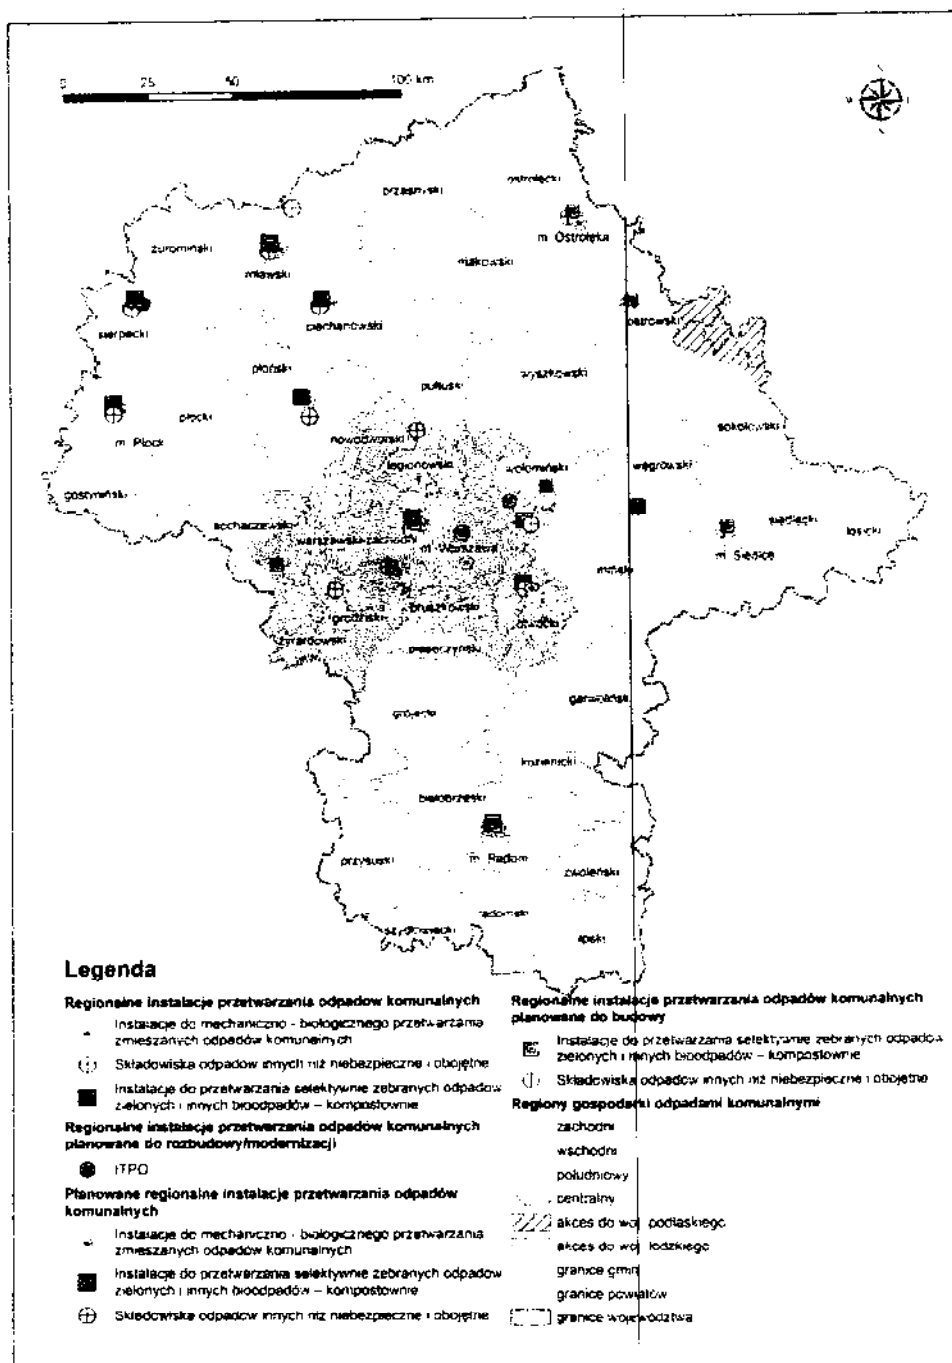 0 25 50 100 km
ostrołęcki
przasnyski
m. Ostrołęka
żuromiński
makowski
mławski
ostrowski
sierpecki
ciechanowski
płoński
wyszkowski
pułtuski
płocki
sokołowski
m. Płock
nowodworski
legionowski
wołomiński
węgrowski
gostyniński
sochaczewski
siedlecki
łosicki
warszawski-zachodni
m. Warszawa
m. Siedlce
miński
pruszkowski
grodziski
otwocki
żyrardowski
piaseczyński
garwoliński
grójecki
kozienicki
białobrzeski
przysuski
m. Radom
zwoleński
radomski
szydłowiecki
lipski
Legenda
Regionalne instalacje przetwarzania odpadów komunalnych
Instalacje do mechaniczno - biologicznego przetwarzania
zmieszanych odpadów komunalnych
Składowiska odpadów innych niż niebezpieczne i obojętne
Instalacje do przetwarzania selektywnie zebranych odpadów
zielonych i innych bioodpadów – kompostownie
Regionalne instalacje przetwarzania odpadów komunalnych
planowane do rozbudowy/modernizacji
ITPO
Planowane regionalne instalacje przetwarzania odpadów
komunalnych
Instalacje do mechaniczno - biologicznego przetwarzania
zmieszanych odpadów komunalnych
Instalacje do przetwarzania selektywnie zebranych odpadów
zielonych i innych bioodpadów – kompostownie
Składowiska odpadów innych niż niebezpieczne i obojętne
Regionalne instalacje przetwarzania odpadów komunalnych
planowane do budowy
Instalacje do przetwarzania selektywnie zebranych odpadów
zielonych i innych bioodpadów – kompostownie
Składowiska odpadów innych niż niebezpieczne i obojętne
Regiony gospodarki odpadami komunalnymi
zachodni
wschodni
południowy
centralny
akces do woj. podlaskiego
akces do woj. łódzkiego
granice gmin
granice powiatów
granice województwa